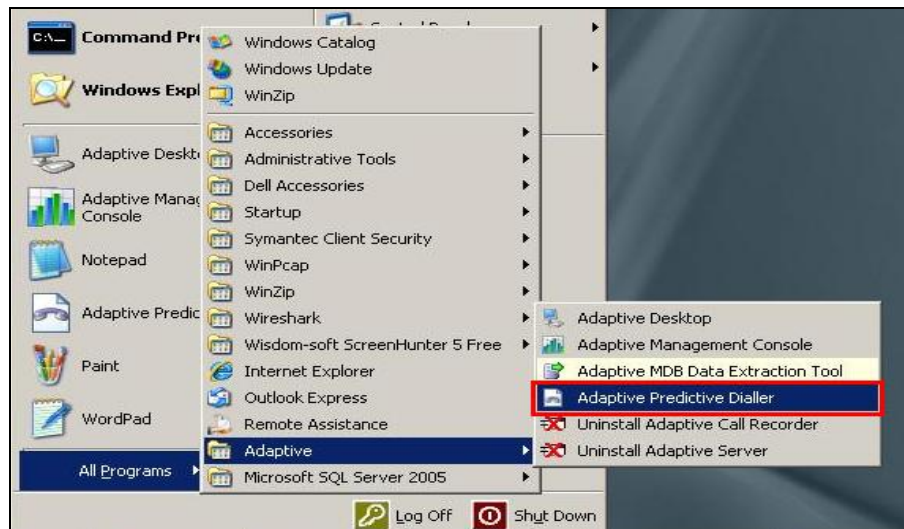 Command Pr
Windows Expl
Adaptive Deskt
Adaptive Manag
Console
Notepad
Adaptive Predic
Paint
WordPad
All Programs
Windows Catalog
Windows Update
WinZip
Accessories
Administrative Tools
Dell Accessories
Startup
Symantec Client Security
WinPcap
WinZip
Wireshark
Wisdom-soft ScreenHunter 5 Free
Internet Explorer
Outlook Express
Remote Assistance
Adaptive
Microsoft SQL Server 2005
Adaptive Desktop
Adaptive Management Console
Adaptive MDB Data Extraction Tool
Adaptive Predictive Dialler
Uninstall Adaptive Call Recorder
Uninstall Adaptive Server
Log Off
Shut Down